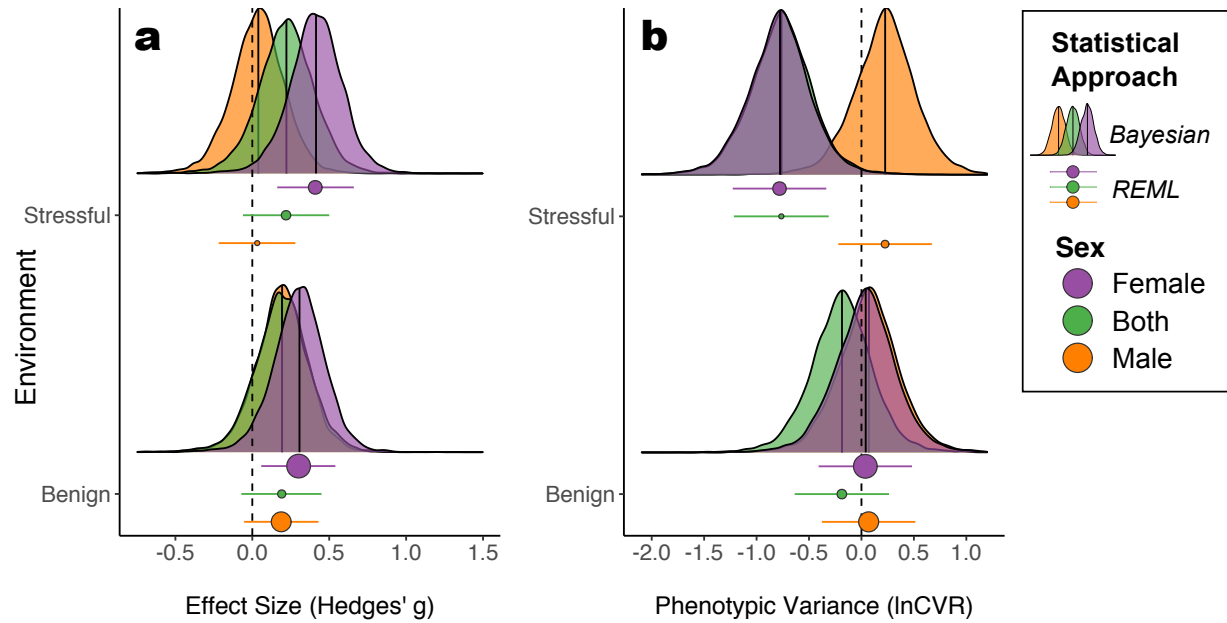 a
b
Environment
Stressful
Benign
-0.5 0.0 0.5 1.0 1.5
Effect Size (Hedges' g)
Stressful
Benign
-2.0 -1.5 -1.0 -0.5 0.0 0.5 1.0
Phenotypic Variance (lnCVR)
Statistical
Approach
Bayesian
REML
Sex
Female
Both
Male